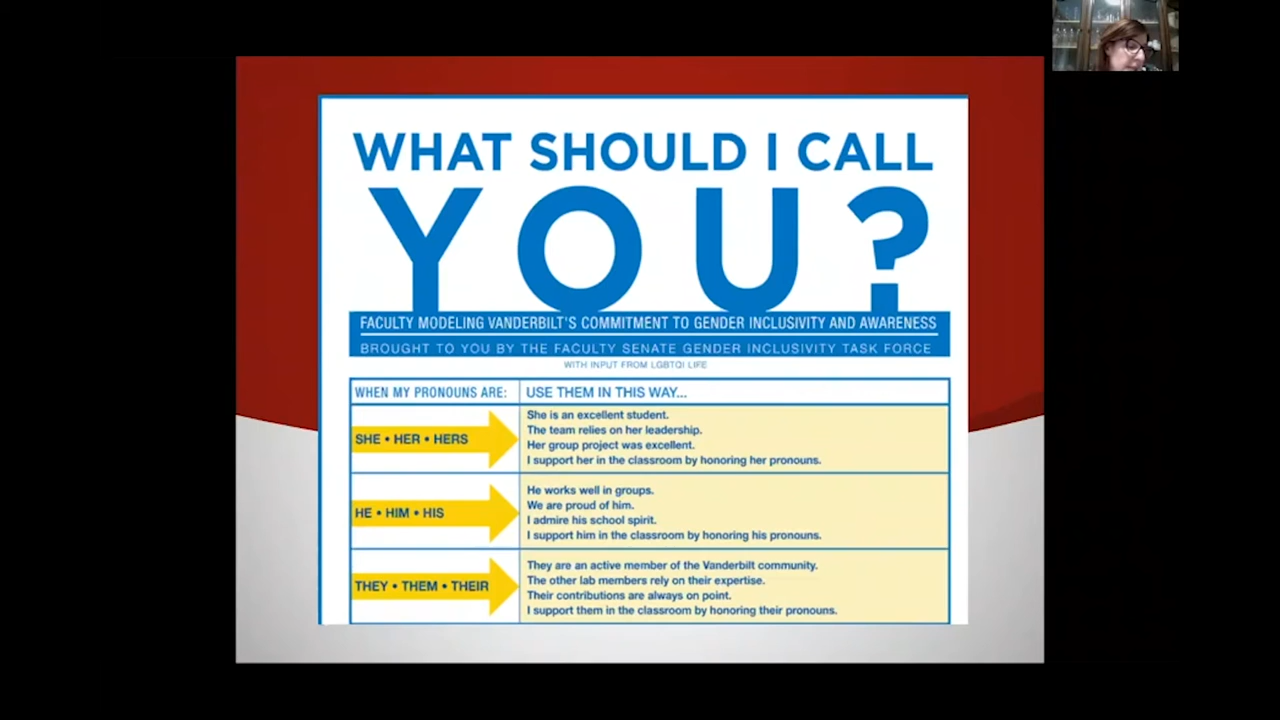 WHAT SHOULD I CALL
YOU?
FACULTY MODELING VANDERBILT'S COMMITMENT TO GENDER INCLUSIVITY AND AWARENESS
BROUGHT TO YOU BY THE FACULTY SENATE GENDER INCLUSIVITY TASK FORCE
WITH INPUT FROM LGBTQI LIFE
WHEN MY PRONOUNS ARE: USE THEM IN THIS WAY...
SHE • HER • HERS
She is an excellent student.
The team relies on her leadership.
Her group project was excellent.
I support her in the classroom by honoring her pronouns.
HE • HIM • HIS
He works well in groups.
We are proud of him.
I admire his school spirit.
I support him in the classroom by honoring his pronouns.
THEY • THEM • THEIR
They are an active member of the Vanderbilt community.
The other lab members rely on their expertise.
Their contributions are always on point.
I support them in the classroom by honoring their pronouns.